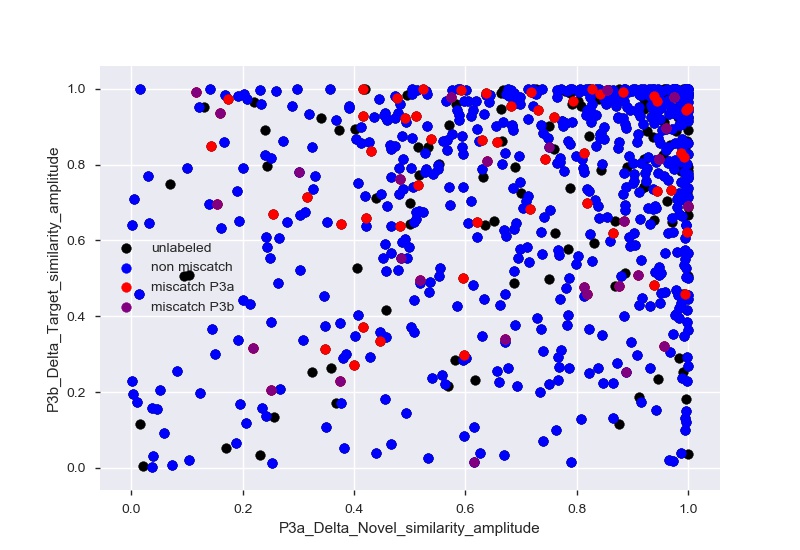 1.0
0.8
0.6
0.4
0.2
0.0
P3b_Delta_Target_similarity_amplitude
unlabeled
non miscatch
miscatch P3a
miscatch P3b
0.0 0.2 0.4 0.6 0.8 1.0
P3a_Delta_Novel_similarity_amplitude